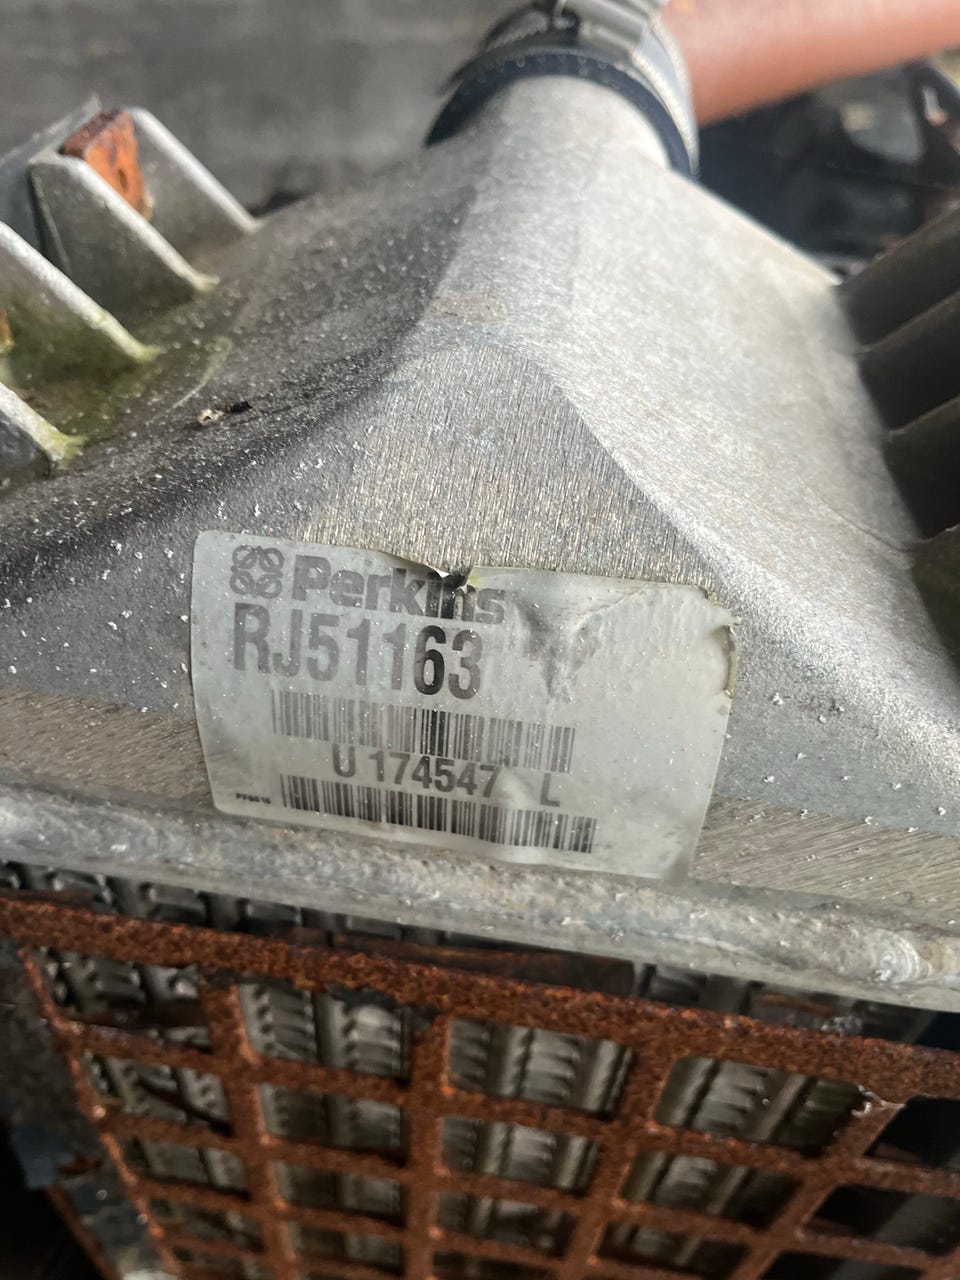 Perkins
RJ51163
U 174547 L